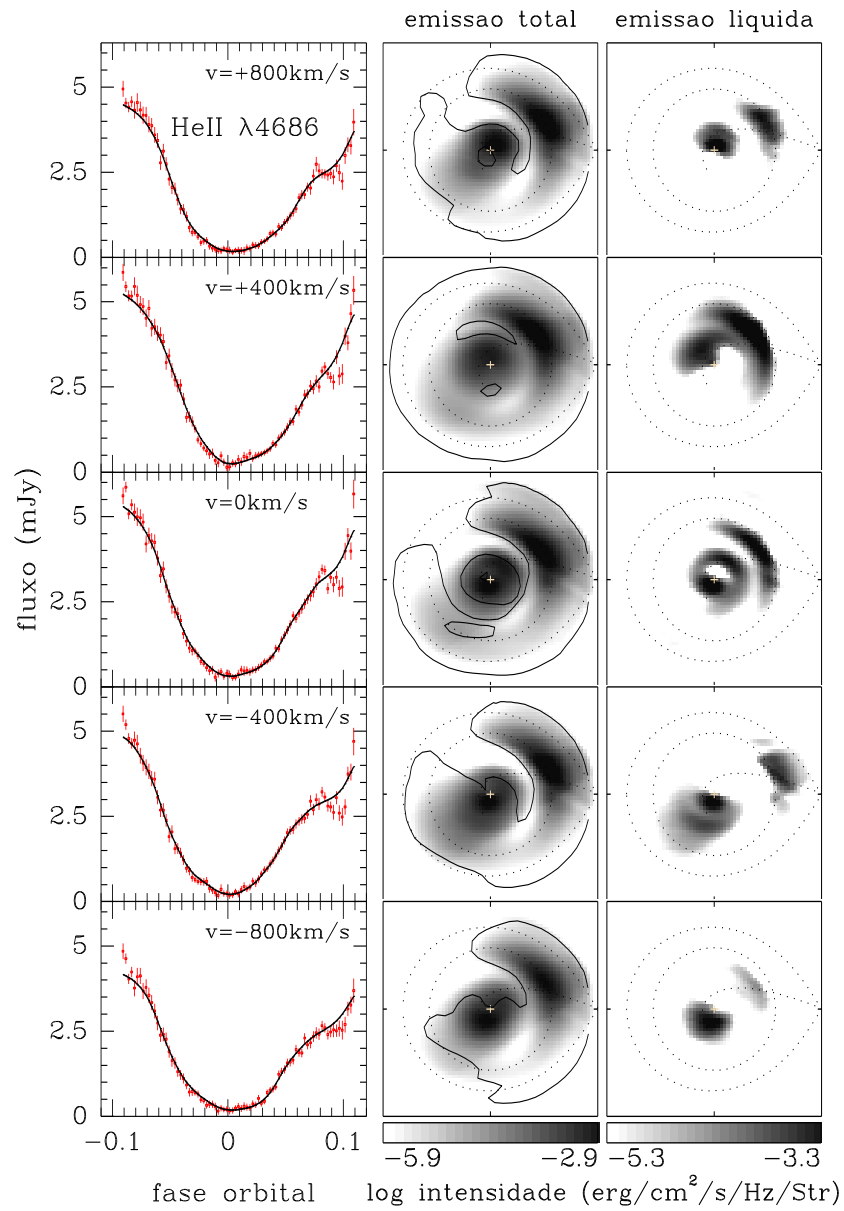 emissao total emissao liquida
v=+800km/s
HeII λ4686
5
2.5
0
v=+400km/s
5
2.5
0
v=0km/s
5
2.5
0
v=−400km/s
5
2.5
0
v=−800km/s
5
2.5
0
fluxo (mJy)
−0.1 0 0.1
−5.9 −2.9 −5.3 −3.3
fase orbital log intensidade (erg/cm²/s/Hz/Str)